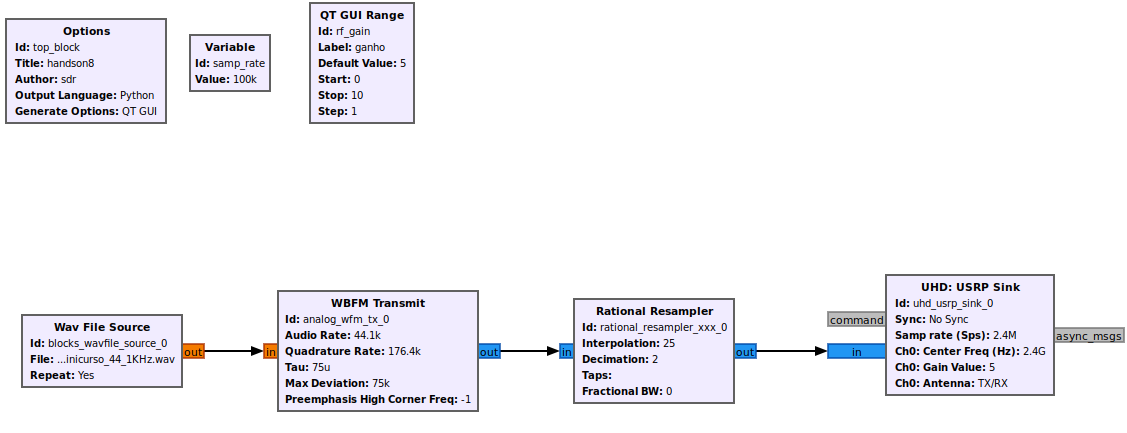 Options
Id: top_block
Title: handson8
Author: sdr
Output Language: Python
Generate Options: QT GUI
Variable
Id: samp_rate
Value: 100k
QT GUI Range
Id: rf_gain
Label: ganho
Default Value: 5
Start: 0
Stop: 10
Step: 1
Wav File Source
Id: blocks_wavfile_source_0
File: ...inicurso_44_1KHz.wav
Repeat: Yes
out
in
WBFM Transmit
Id: analog_wfm_tx_0
Audio Rate: 44.1k
Quadrature Rate: 176.4k
Tau: 75u
Max Deviation: 75k
Preemphasis High Corner Freq: -1
out
in
Rational Resampler
Id: rational_resampler_xxx_0
Interpolation: 25
Decimation: 2
Taps:
Fractional BW: 0
out
command
in
UHD: USRP Sink
Id: uhd_usrp_sink_0
Sync: No Sync
Samp rate (Sps): 2.4M
Ch0: Center Freq (Hz): 2.4G
Ch0: Gain Value: 5
Ch0: Antenna: TX/RX
async_msgs